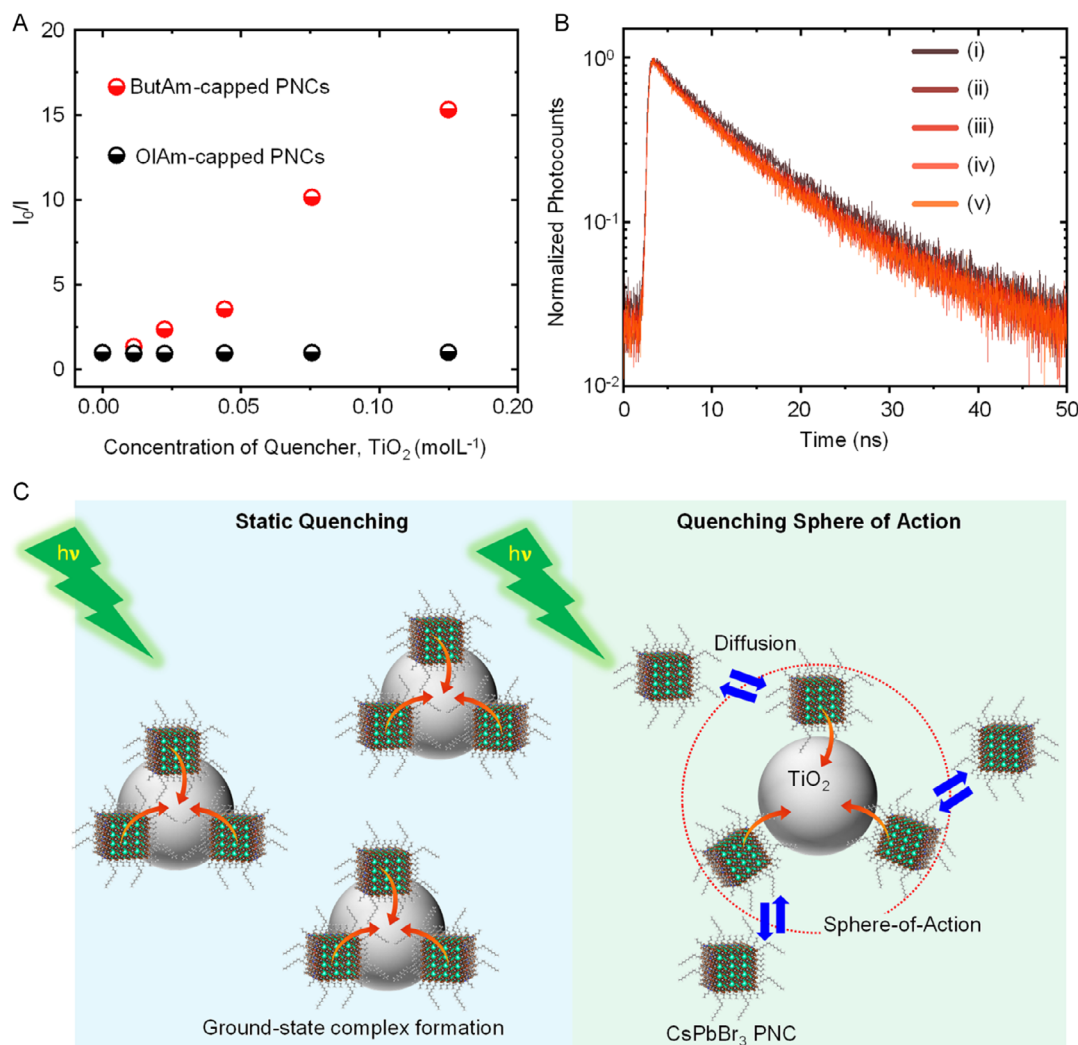 A
I₀/I
20
15
10
5
0
ButAm-capped PNCs
OlAm-capped PNCs
0.00
0.05
0.10
0.20
Concentration of Quencher, TiO₂ (molL⁻¹)
B
Normalized Photocounts
10⁰
10⁻¹
10⁻²
(i)
(ii)
(iii)
(iv)
(v)
0
10
20
30
40
50
Time (ns)
C
Static Quenching
hν
Ground-state complex formation
Quenching Sphere of Action
hν
Diffusion
TiO₂
Sphere-of-Action
CsPbBr₃ PNC